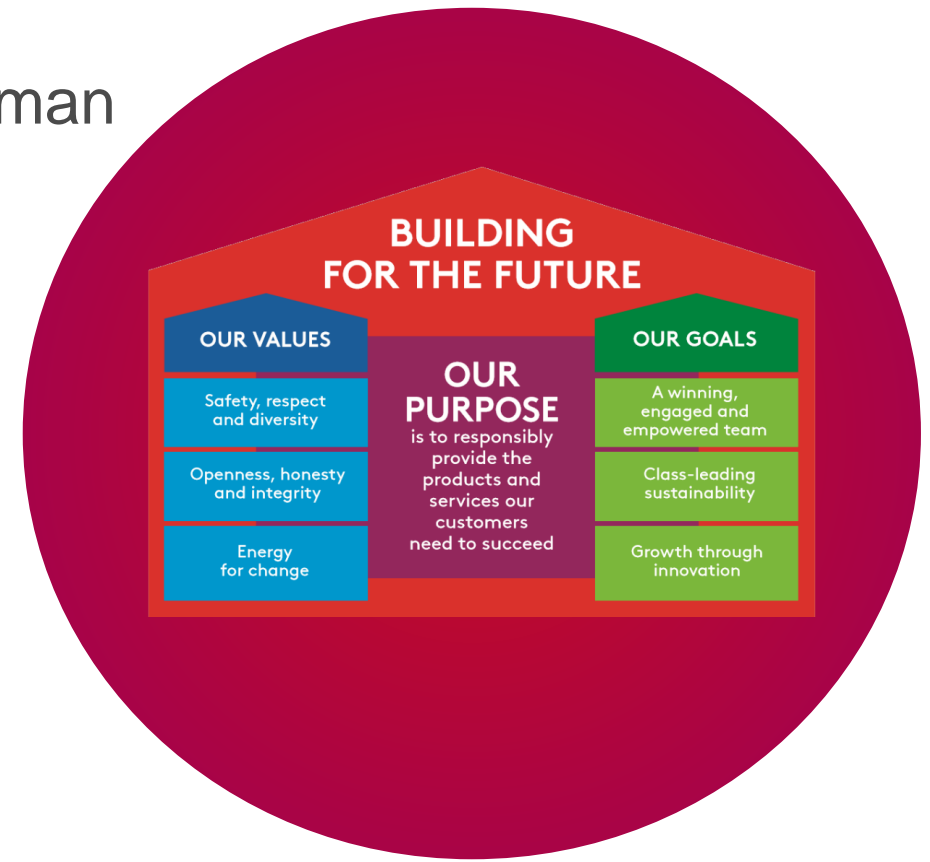 man
BUILDING
FOR THE FUTURE
OUR VALUES
Safety, respect
and diversity
Openness, honesty
and integrity
Energy
for change
OUR
PURPOSE
is to responsibly
provide the
products and
services our
customers
need to succeed
OUR GOALS
A winning,
engaged and
empowered team
Class-leading
sustainability
Growth through
innovation